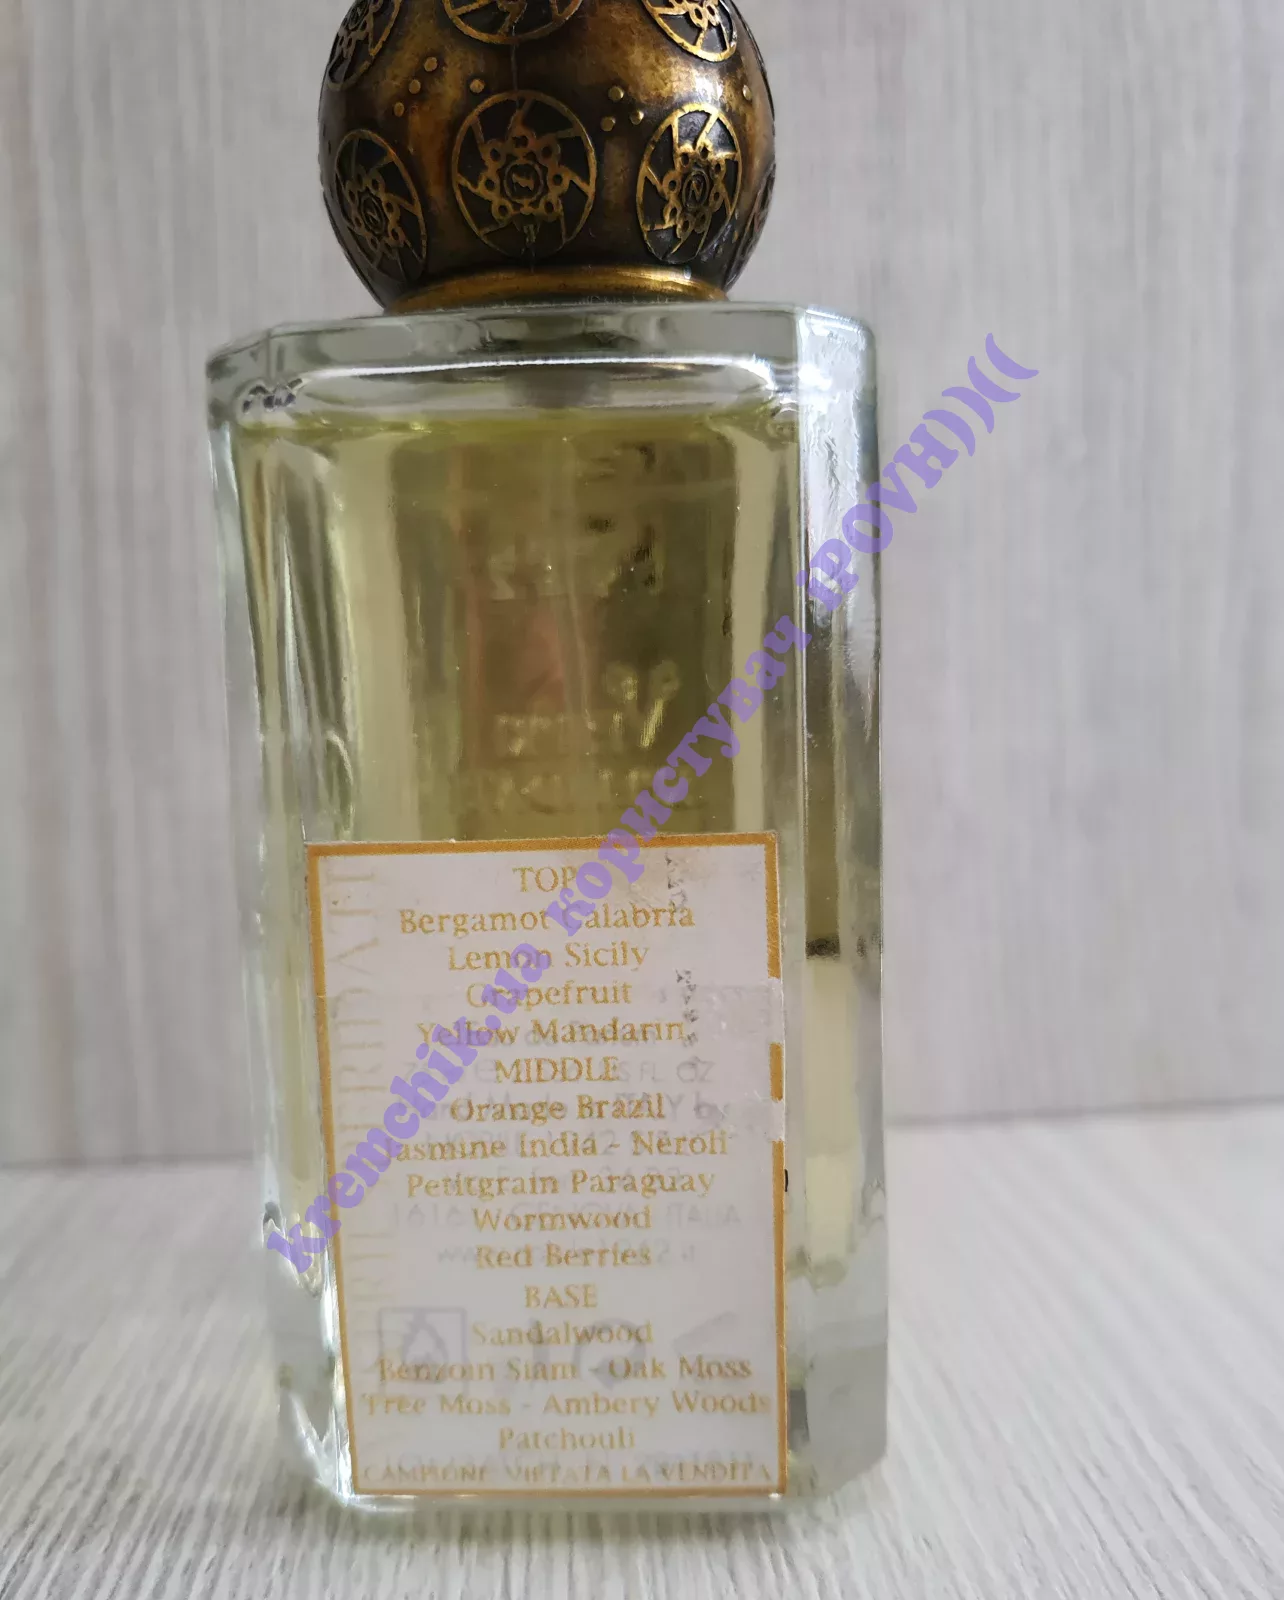 TOP
Bergamot Calabria
Lemon Sicily
Grapefruit
Yellow Mandarin
MIDDLE
Orange Brazil
Jasmine India - Neroli
Petitgrain Paraguay
Wormwood
Red Berries
BASE
Sandalwood
Benzoin Siam - Oak Moss
Tree Moss - Ambery Woods
Patchouli
CAMPIONE VIETATA LA VENDITA
kremchik.ua користувач iPOVH))((